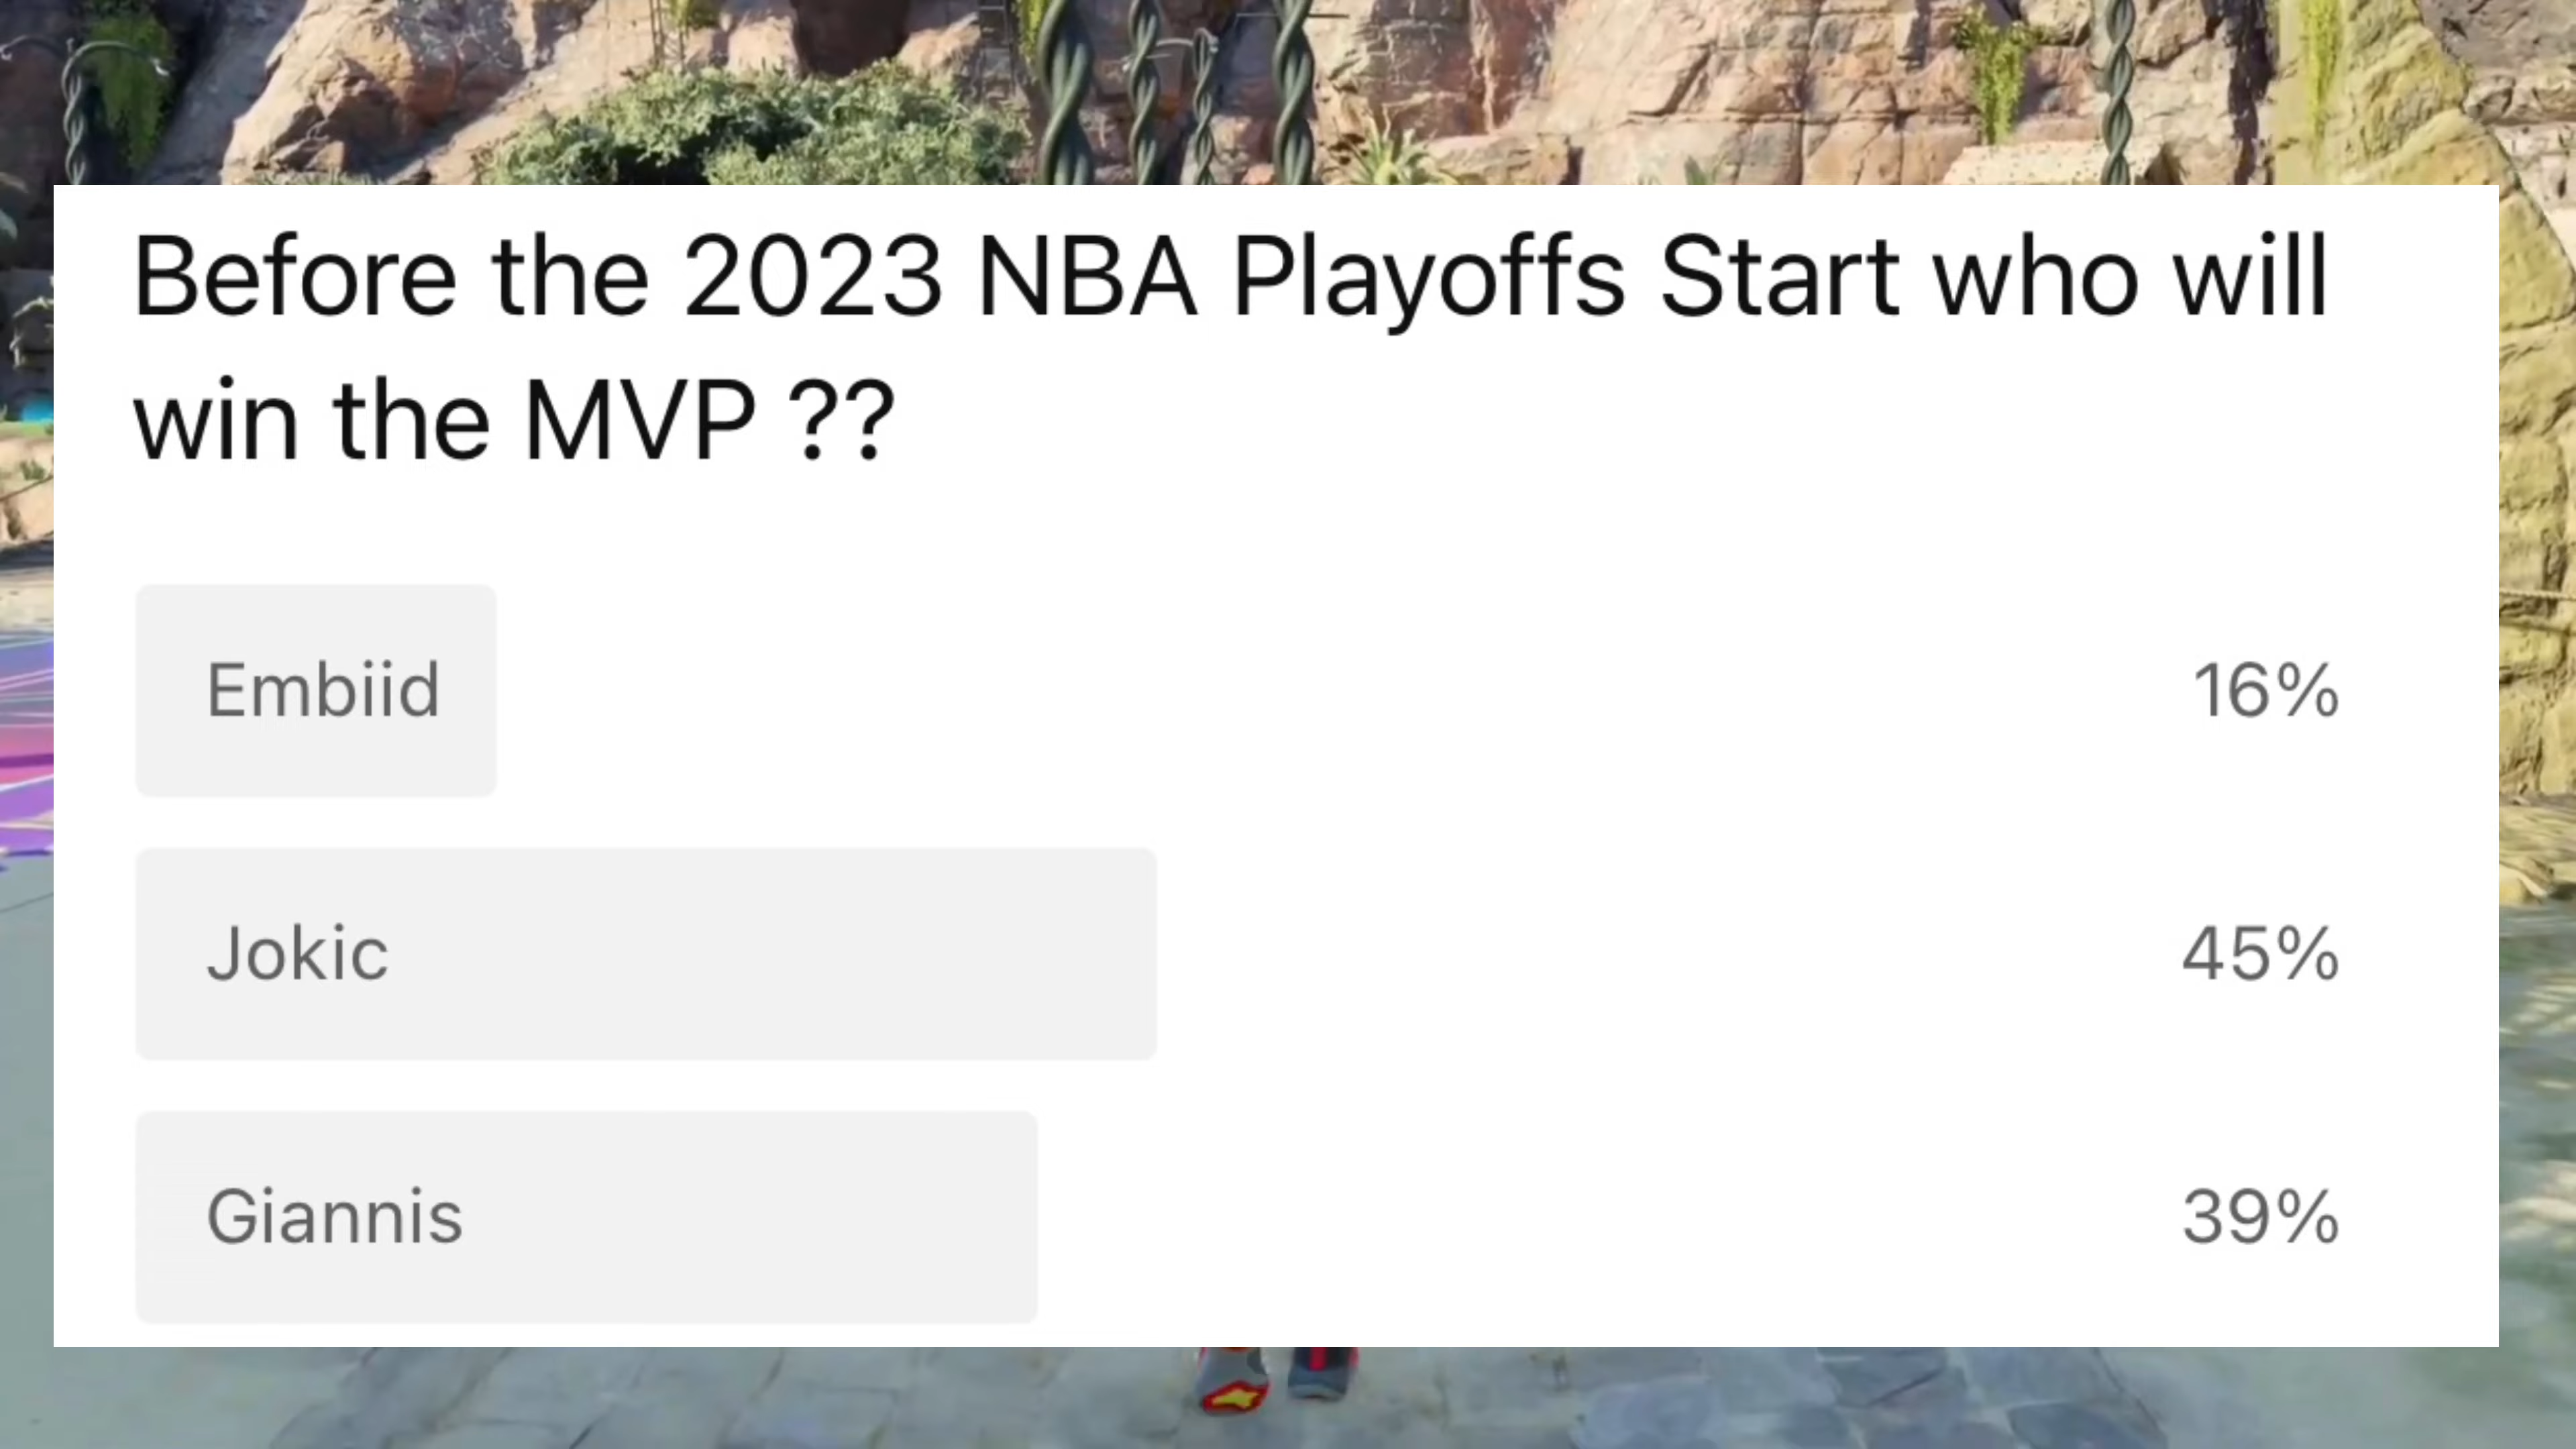 Before the 2023 NBA Playoffs Start who will
win the MVP ??
Embiid 16%
Jokic 45%
Giannis 39%